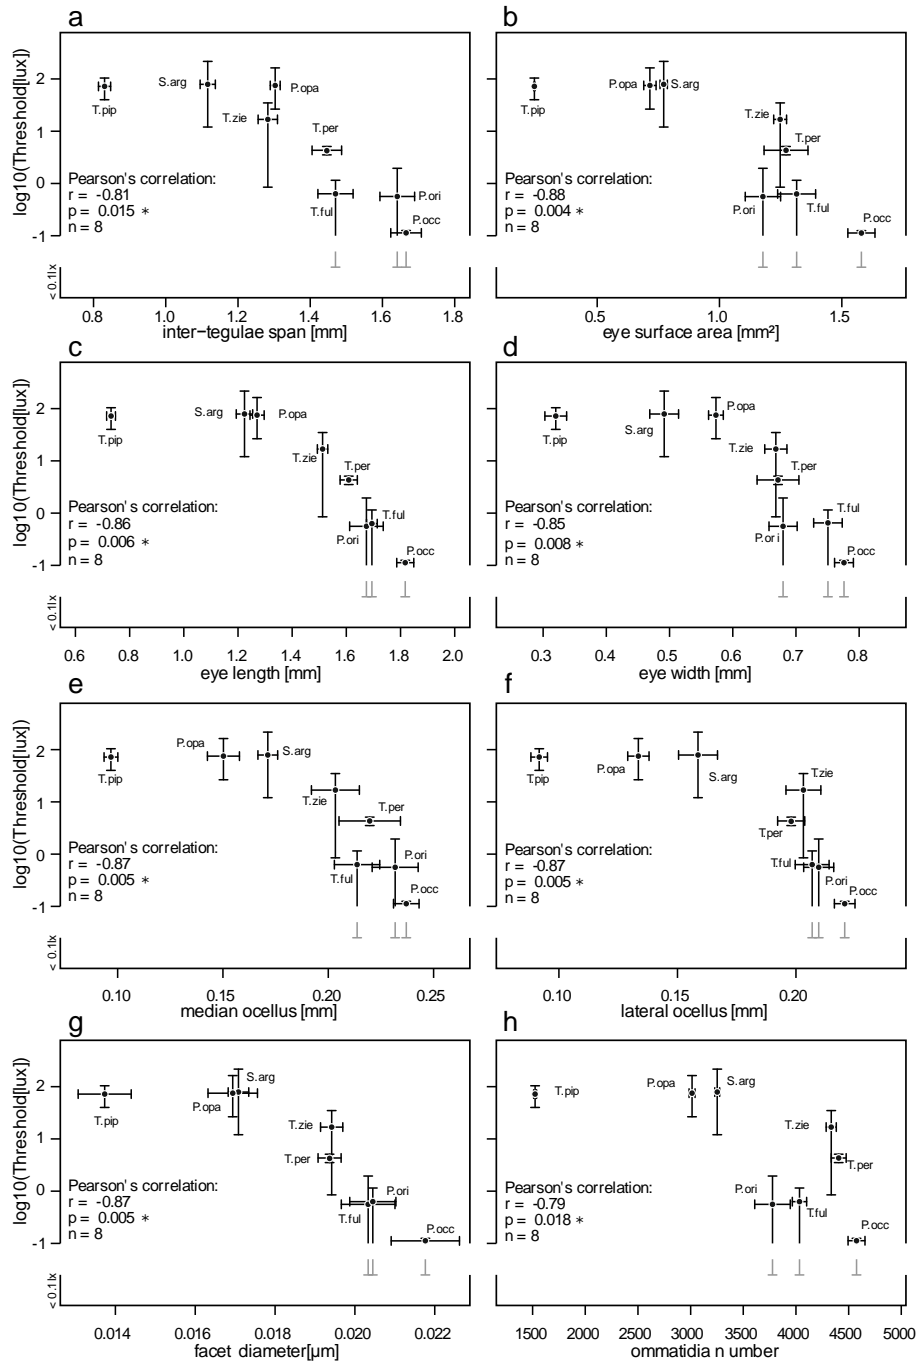 a
b
log10(Threshold[lux])
2
1
0
-1
< 0.1lx
T.pip
S.arg
P.opa
T.zie
T.per
T.ful
P.ori
P.occ
Pearson's correlation:
r = -0.81
p = 0.015 *
n = 8
0.8 1.0 1.2 1.4 1.6 1.8
inter-tegulae span [mm]
T.pip
P.opa
S.arg
T.zie
T.per
P.ori
T.ful
P.occ
Pearson's correlation:
r = -0.88
p = 0.004 *
n = 8
0.5 1.0 1.5
eye surface area [mm²]
c
d
log10(Threshold[lux])
2
1
0
-1
< 0.1lx
T.pip
S.arg
P.opa
T.zie
T.per
T.ful
P.ori
P.occ
Pearson's correlation:
r = -0.86
p = 0.006 *
n = 8
0.6 0.8 1.0 1.2 1.4 1.6 1.8 2.0
eye length [mm]
T.pip
S.arg
P.opa
T.zie
T.per
T.ful
P.ori
P.occ
Pearson's correlation:
r = -0.85
p = 0.008 *
n = 8
0.3 0.4 0.5 0.6 0.7 0.8
eye width [mm]
e
f
log10(Threshold[lux])
2
1
0
-1
< 0.1lx
T.pip
P.opa
S.arg
T.zie
T.per
T.ful
P.ori
P.occ
Pearson's correlation:
r = -0.87
p = 0.005 *
n = 8
0.10 0.15 0.20 0.25
median ocellus [mm]
T.pip
P.opa
S.arg
T.zie
T.per
T.ful
P.ori
P.occ
Pearson's correlation:
r = -0.87
p = 0.005 *
n = 8
0.10 0.15 0.20
lateral ocellus [mm]
g
h
log10(Threshold[lux])
2
1
0
-1
< 0.1lx
T.pip
S.arg
P.opa
T.zie
T.per
P.ori
T.ful
P.occ
Pearson's correlation:
r = -0.87
p = 0.005 *
n = 8
0.014 0.016 0.018 0.020 0.022
facet diameter[µm]
T.pip
P.opa
S.arg
T.zie
T.per
P.ori
T.ful
P.occ
Pearson's correlation:
r = -0.79
p = 0.018 *
n = 8
1500 2000 2500 3000 3500 4000 4500 5000
ommatidia n umber